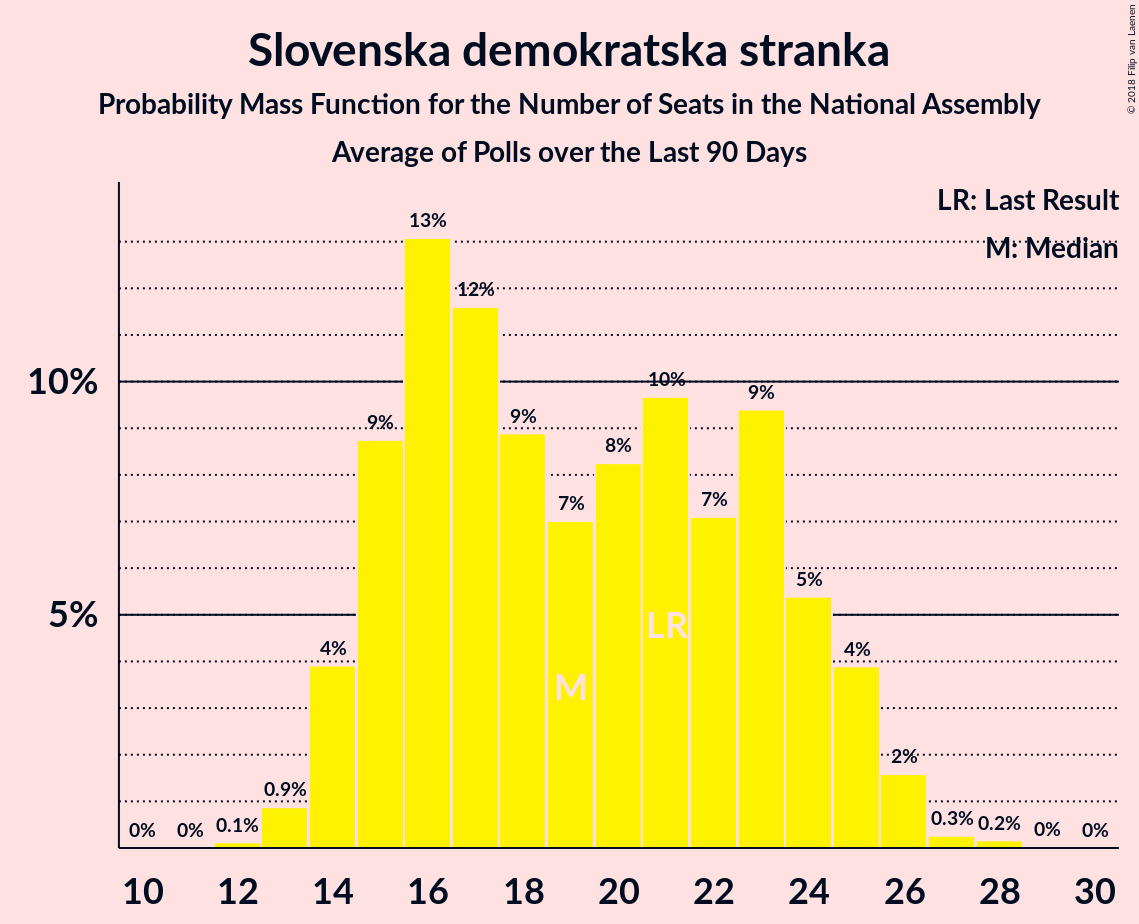 Slovenska demokratska stranka
Probability Mass Function for the Number of Seats in the National Assembly
Average of Polls over the Last 90 Days
© 2018 Filip van Laenen
LR: Last Result
M: Median
10%
5%
0%
0%
0.1%
0.9%
4%
9%
13%
12%
9%
7%
8%
10%
7%
9%
5%
4%
2%
0.3%
0.2%
0%
0%
M
LR
10 12 14 16 18 20 22 24 26 28 30